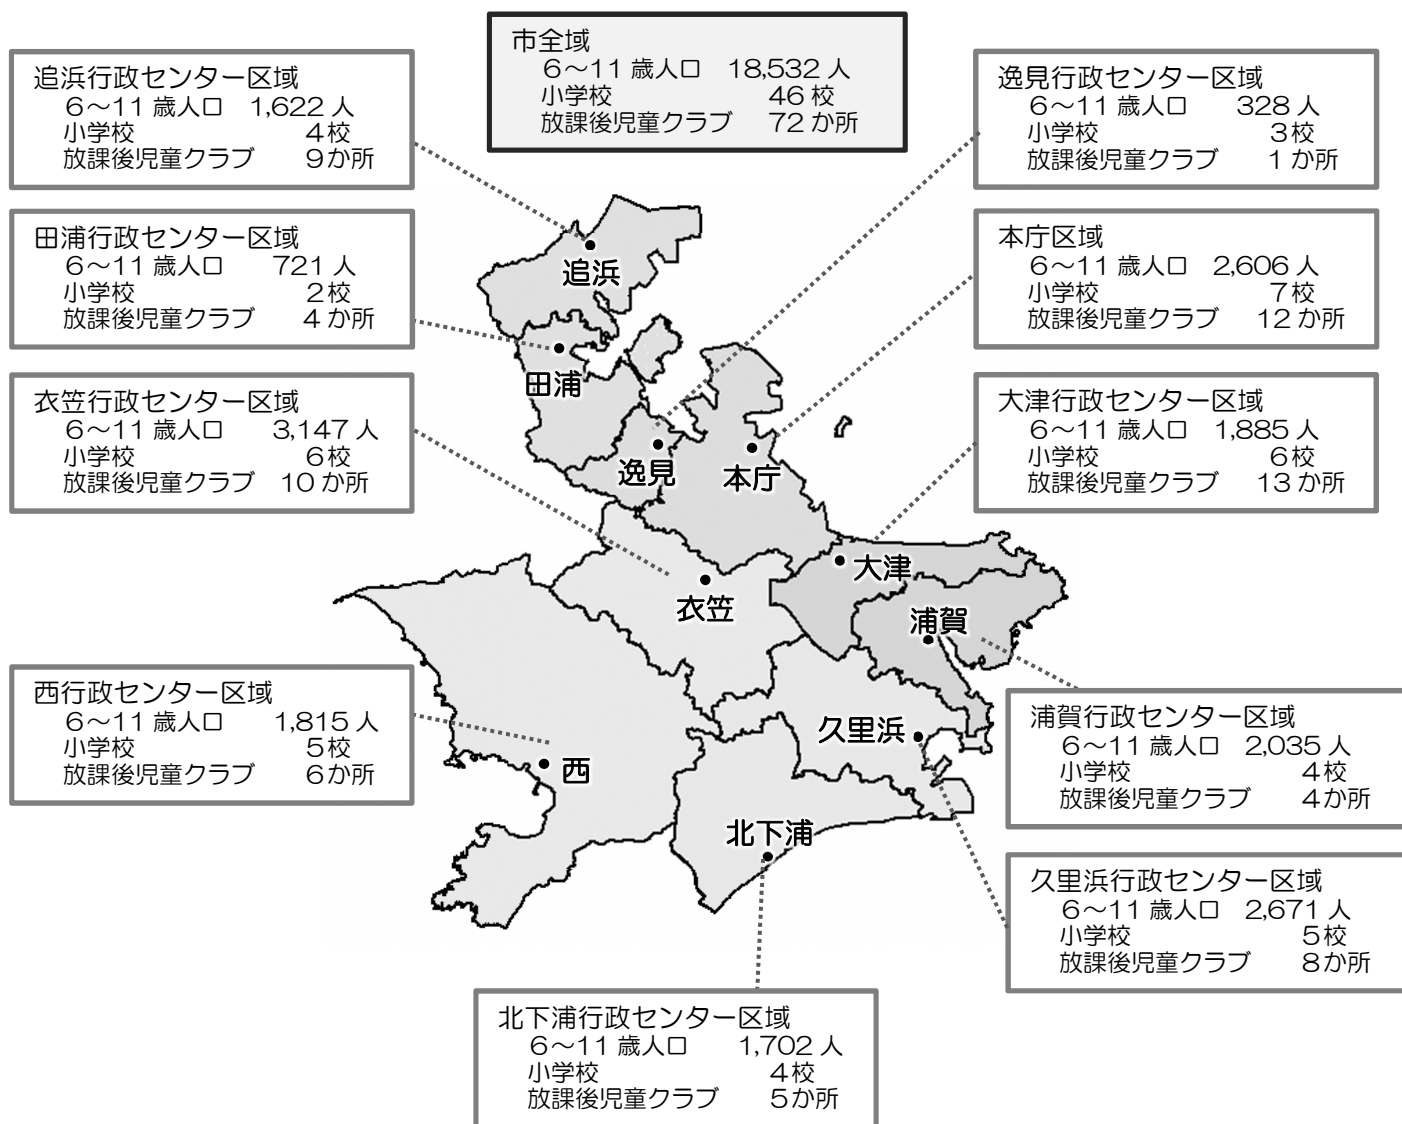 市全域
6～11 歳人口 18,532 人
小学校 46 校
放課後児童クラブ 72 か所
追浜行政センター区域
6～11 歳人口 1,622 人
小学校 4校
放課後児童クラブ 9か所
逸見行政センター区域
6～11 歳人口 328 人
小学校 3校
放課後児童クラブ 1 か所
田浦行政センター区域
6～11 歳人口 721 人
小学校 2校
放課後児童クラブ 4 か所
本庁区域
6～11 歳人口 2,606 人
小学校 7校
放課後児童クラブ 12 か所
衣笠行政センター区域
6～11 歳人口 3,147 人
小学校 6校
放課後児童クラブ 10 か所
大津行政センター区域
6～11 歳人口 1,885 人
小学校 6校
放課後児童クラブ 13 か所
追浜
田浦
逸見
本庁
大津
衣笠
浦賀
久里浜
西
北下浦
西行政センター区域
6～11 歳人口 1,815 人
小学校 5校
放課後児童クラブ 6か所
浦賀行政センター区域
6～11 歳人口 2,035 人
小学校 4校
放課後児童クラブ 4か所
久里浜行政センター区域
6～11 歳人口 2,671 人
小学校 5校
放課後児童クラブ 8か所
北下浦行政センター区域
6～11 歳人口 1,702 人
小学校 4校
放課後児童クラブ 5か所